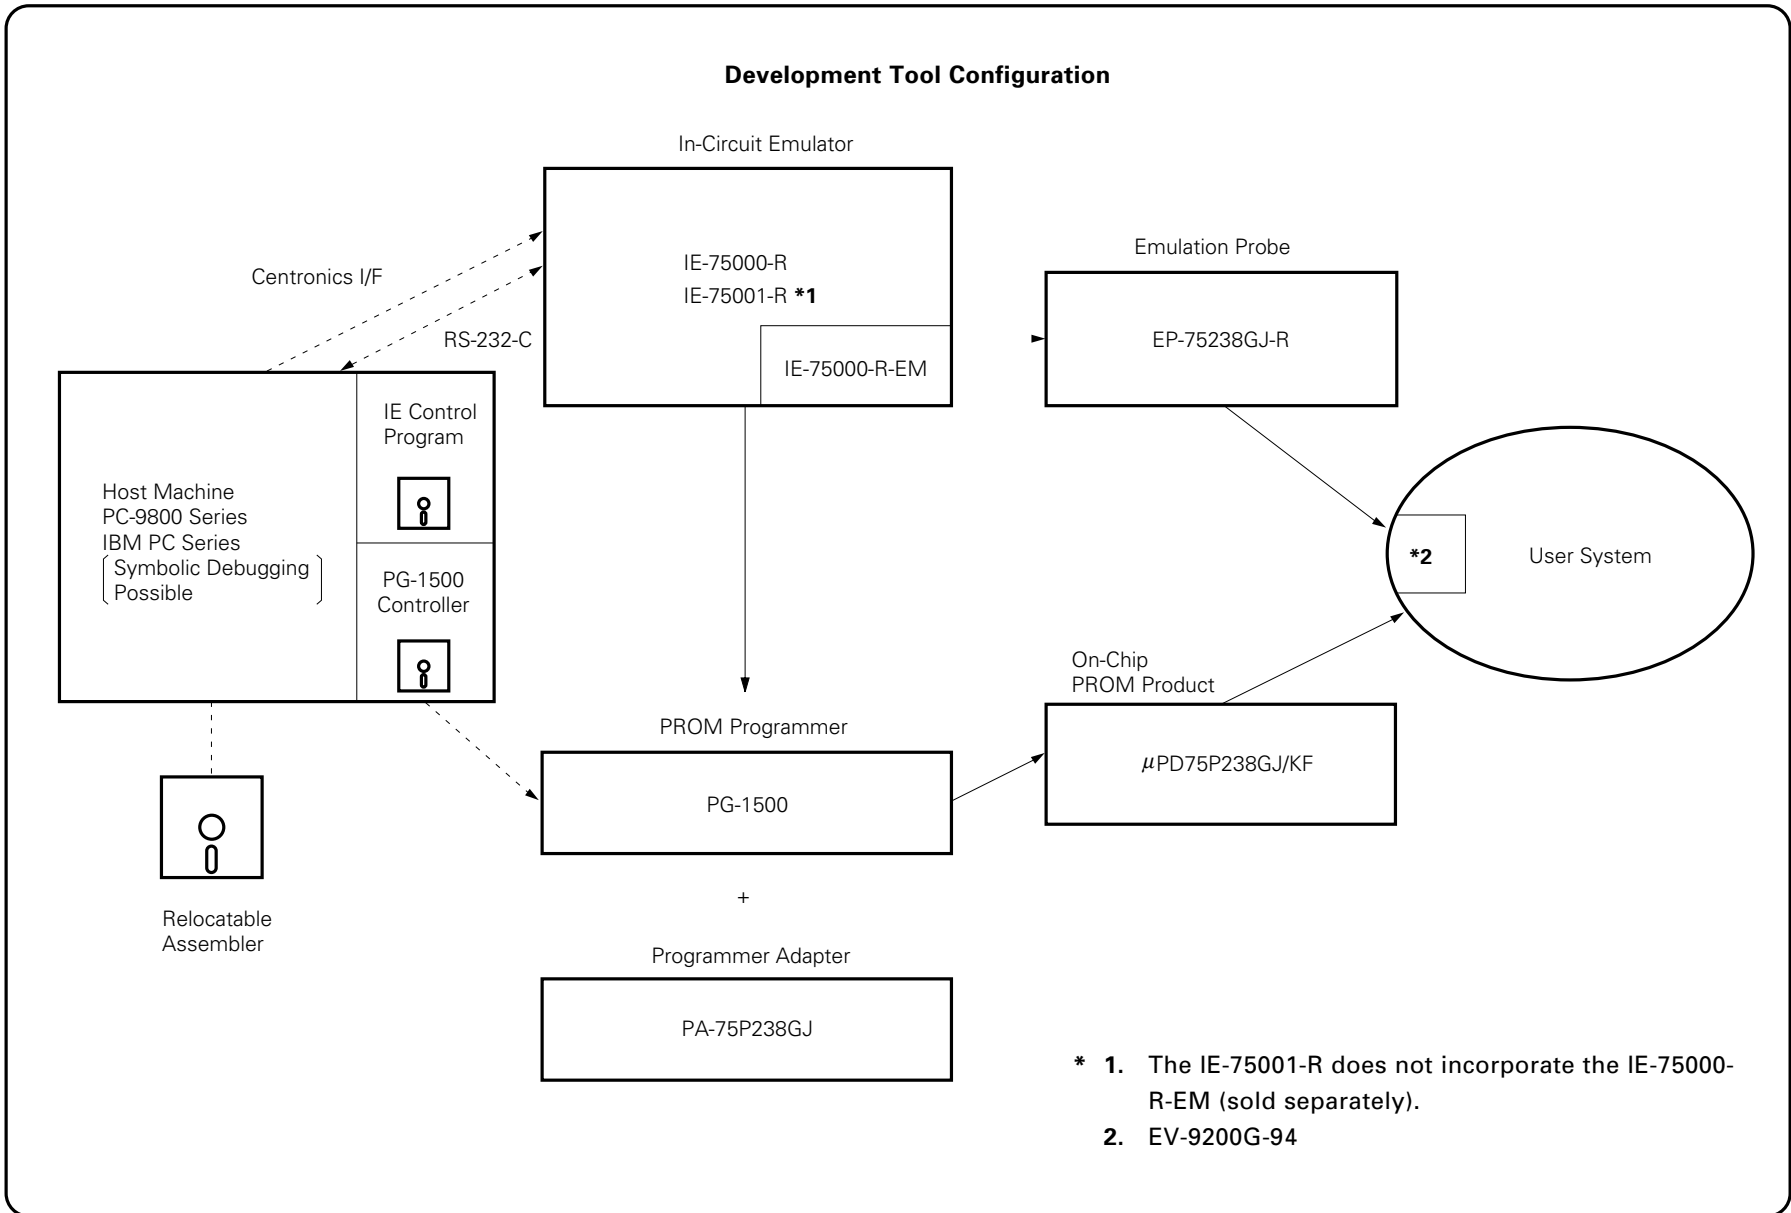 Development Tool Configuration
In-Circuit Emulator
IE-75000-R
IE-75001-R *1
IE-75000-R-EM
Centronics I/F
RS-232-C
Emulation Probe
EP-75238GJ-R
Host Machine
PC-9800 Series
IBM PC Series
Symbolic Debugging
Possible
IE Control
Program
PG-1500
Controller
*2
User System
On-Chip
PROM Product
μPD75P238GJ/KF
PROM Programmer
PG-1500
+
Programmer Adapter
PA-75P238GJ
Relocatable
Assembler
* 1. The IE-75001-R does not incorporate the IE-75000-
R-EM (sold separately).
2. EV-9200G-94